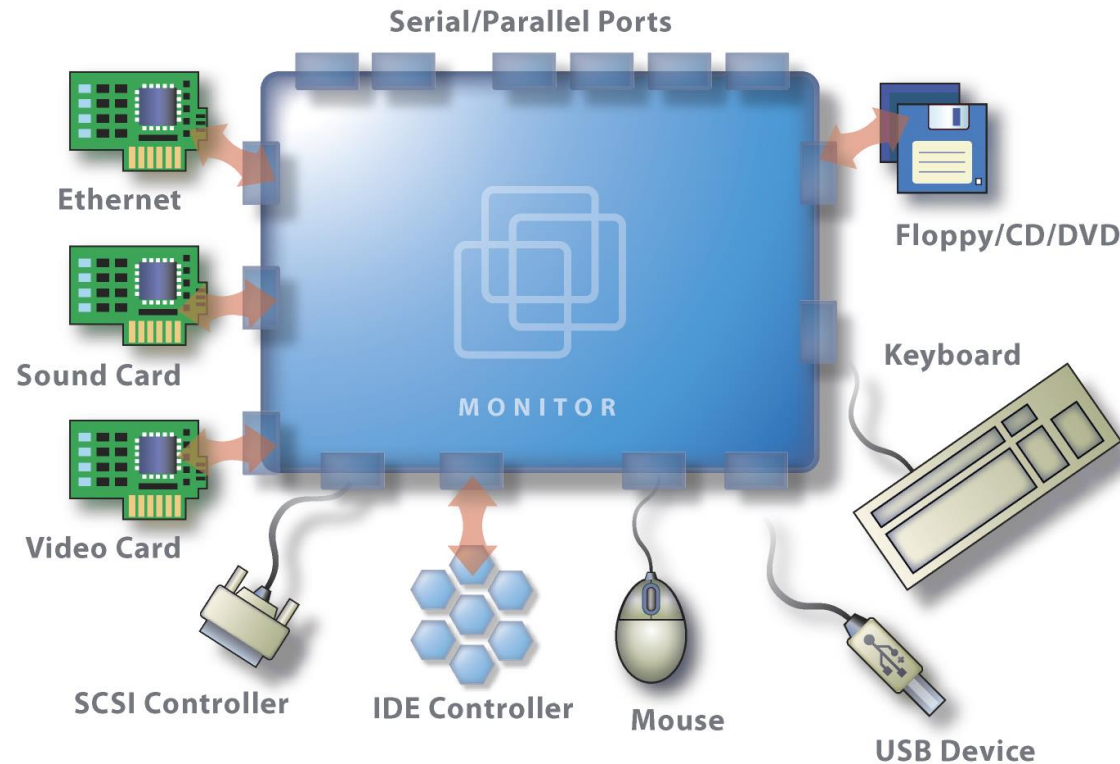 Serial/Parallel Ports
Ethernet
Floppy/CD/DVD
Sound Card
Keyboard
MONITOR
Video Card
SCSI Controller
IDE Controller
Mouse
USB Device